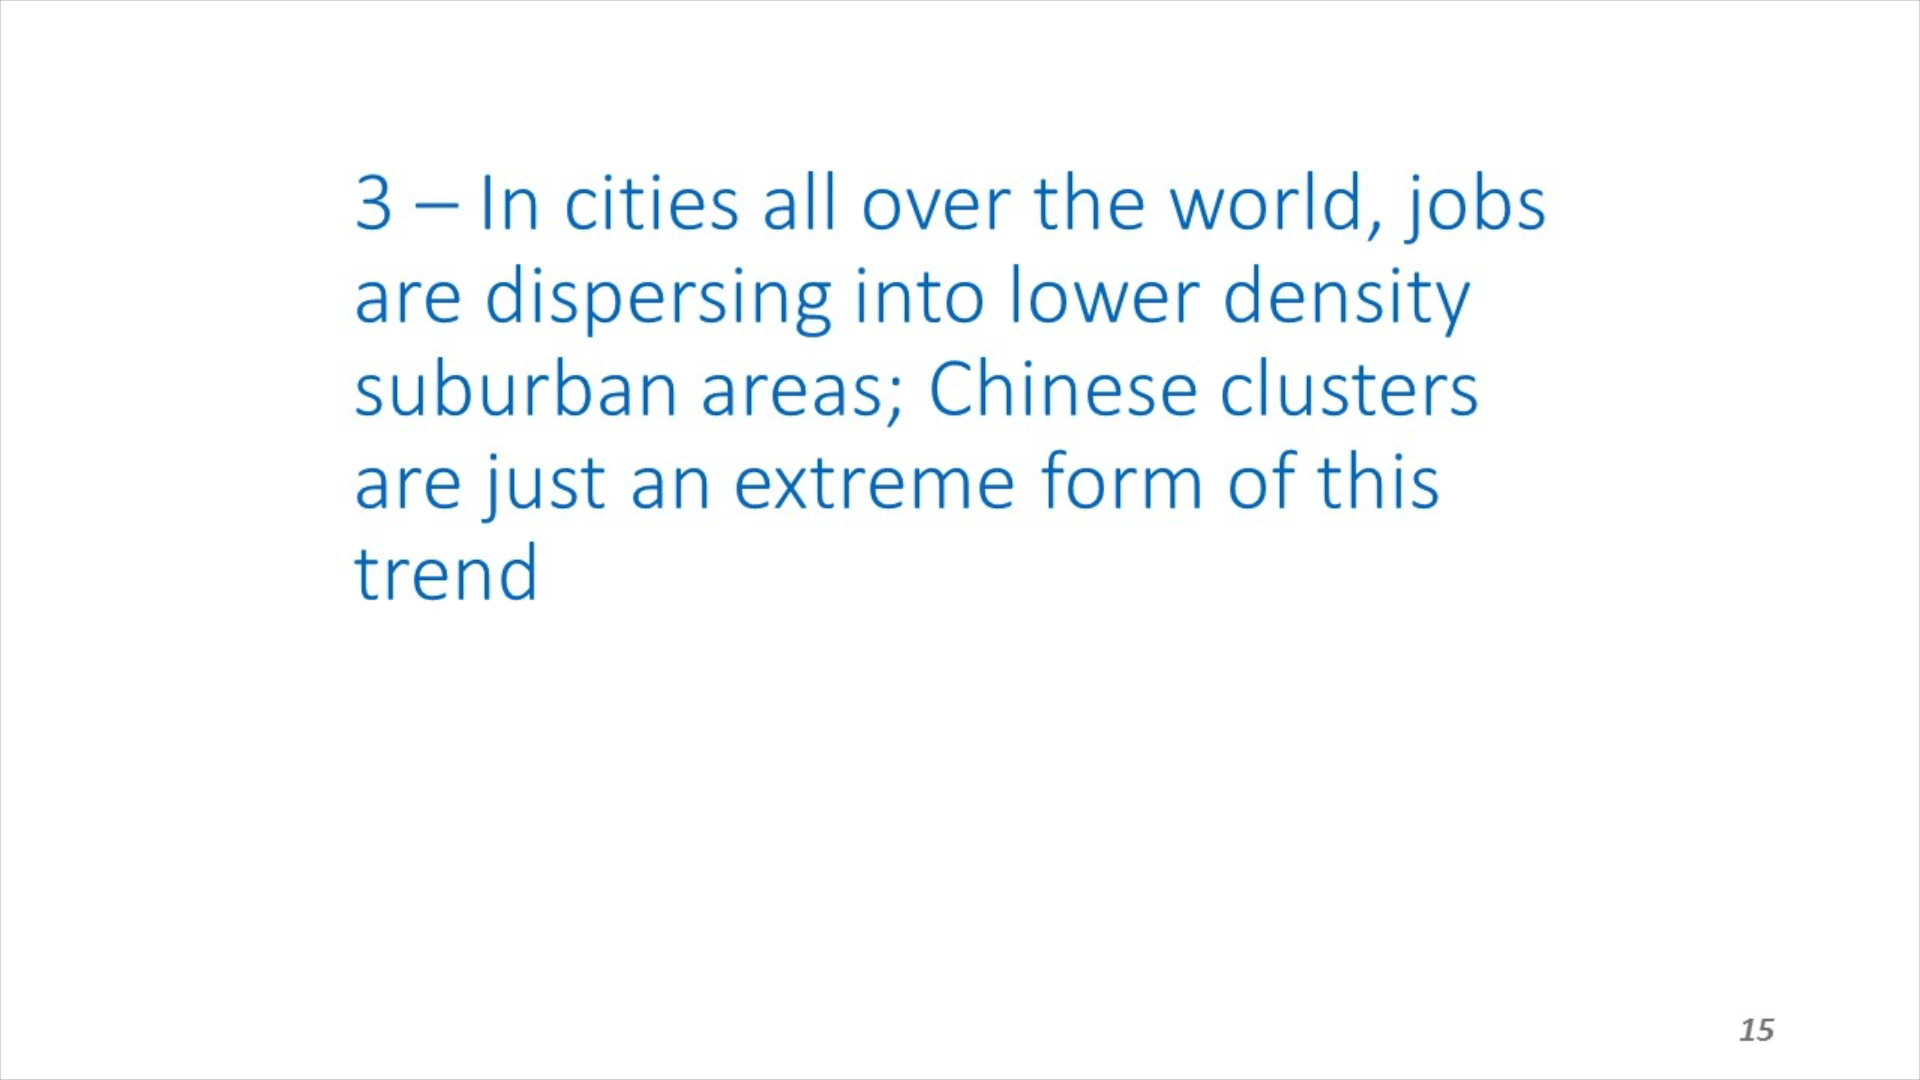 3 – In cities all over the world, jobs
are dispersing into lower density
suburban areas; Chinese clusters
are just an extreme form of this
trend
15